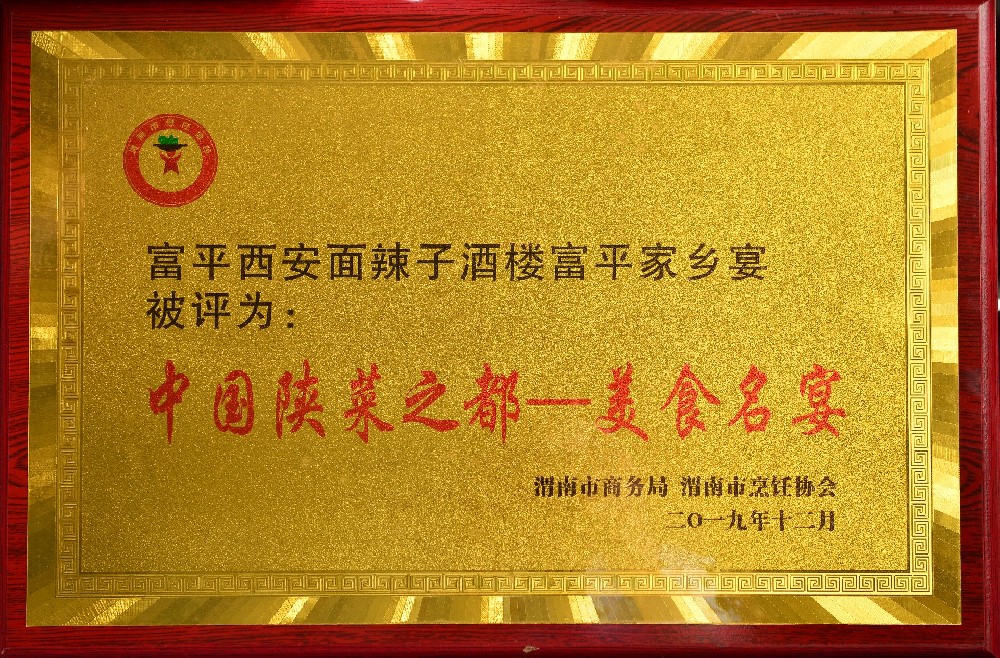 富平西安面辣子酒楼富平家乡宴
被评为:
中国陕菜之都—美食名宴
渭南市商务局 渭南市烹饪协会
二〇一九年十二月